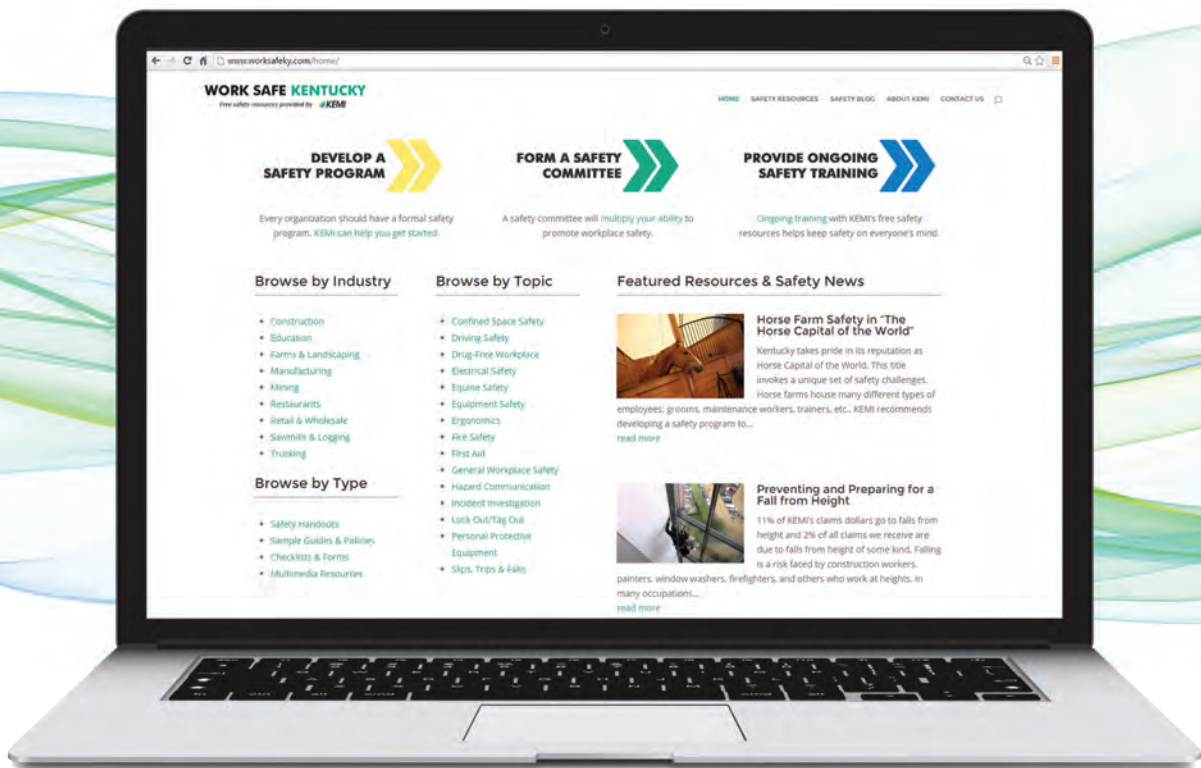 www.worksafeky.com/home/
WORK SAFE KENTUCKY
Free safety resources provided by KEMI
HOME SAFETY RESOURCES SAFETY BLOG ABOUT KEMI CONTACT US
DEVELOP A
SAFETY PROGRAM
Every organization should have a formal safety
program. KEMI can help you get started.
FORM A SAFETY
COMMITTEE
A safety committee will multiply your ability to
promote workplace safety.
PROVIDE ONGOING
SAFETY TRAINING
Ongoing training with KEMI's free safety
resources helps keep safety on everyone's mind.
Browse by Industry
• Construction
• Education
• Farms & Landscaping
• Manufacturing
• Mining
• Restaurants
• Retail & Wholesale
• Sawmills & Logging
• Trucking
Browse by Type
• Safety Handouts
• Sample Guides & Policies
• Checklists & Forms
• Multimedia Resources
Browse by Topic
• Confined Space Safety
• Driving Safety
• Drug-Free Workplace
• Electrical Safety
• Equine Safety
• Equipment Safety
• Ergonomics
• Fire Safety
• First Aid
• General Workplace Safety
• Hazard Communication
• Incident Investigation
• Lock Out/Tag Out
• Personal Protective
Equipment
• Slips, Trips & Falls
Featured Resources & Safety News
Horse Farm Safety in "The
Horse Capital of the World"
Kentucky takes pride in its reputation as
Horse Capital of the World. This title
invokes a unique set of safety challenges.
Horse farms house many different types of
employees: grooms, maintenance workers, trainers, etc.. KEMI recommends
developing a safety program to...
read more
Preventing and Preparing for a
Fall from Height
11% of KEMI's claims dollars go to falls from
height and 2% of all claims we receive are
due to falls from height of some kind. Falling
is a risk faced by construction workers,
painters, window washers, firefighters, and others who work at heights. In
many occupations...
read more